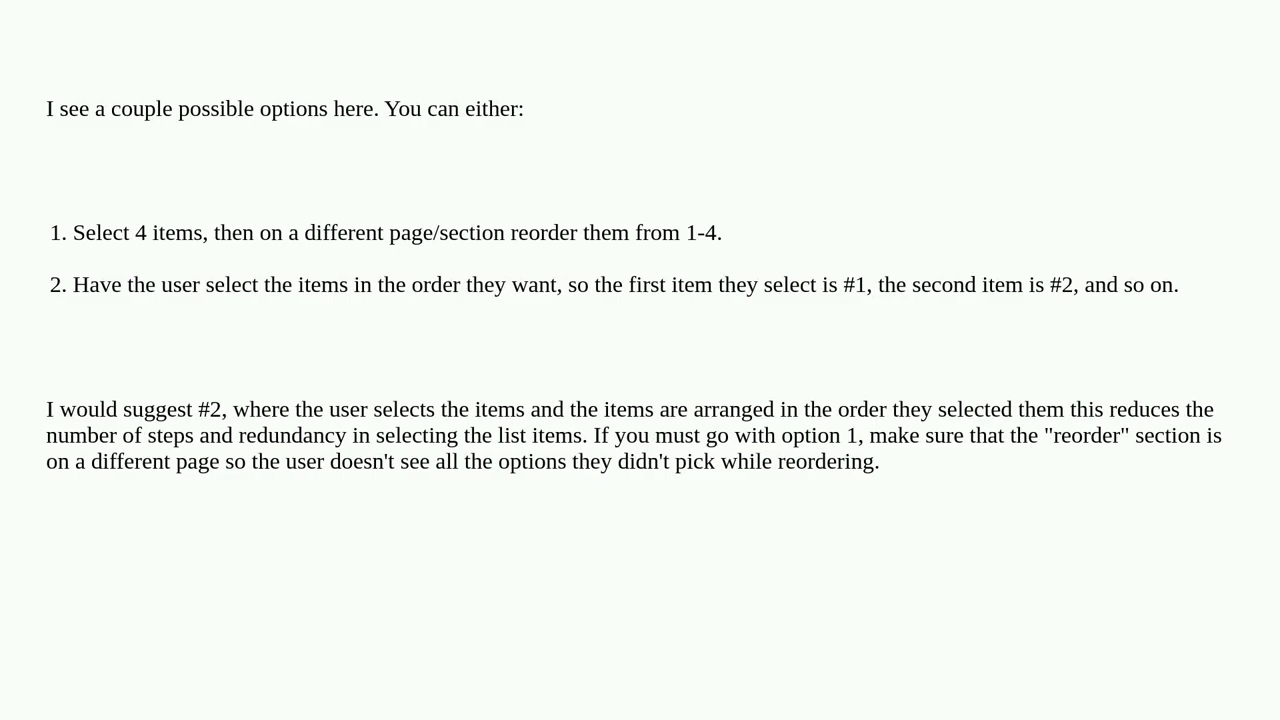 I see a couple possible options here. You can either:
1. Select 4 items, then on a different page/section reorder them from 1-4.
2. Have the user select the items in the order they want, so the first item they select is #1, the second item is #2, and so on.
I would suggest #2, where the user selects the items and the items are arranged in the order they selected them this reduces the
number of steps and redundancy in selecting the list items. If you must go with option 1, make sure that the "reorder" section is
on a different page so the user doesn't see all the options they didn't pick while reordering.